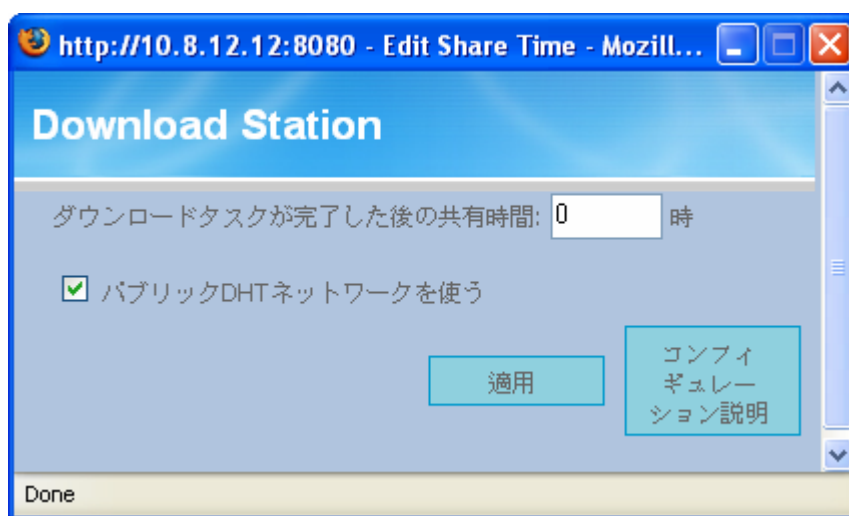 http://10.8.12.12:8080 - Edit Share Time - Mozill...
Download Station
ダウンロードタスクが完了した後の共有時間: 0 時
パブリックDHTネットワークを使う
適用
コンフィ
ギュレー
ション説明
Done